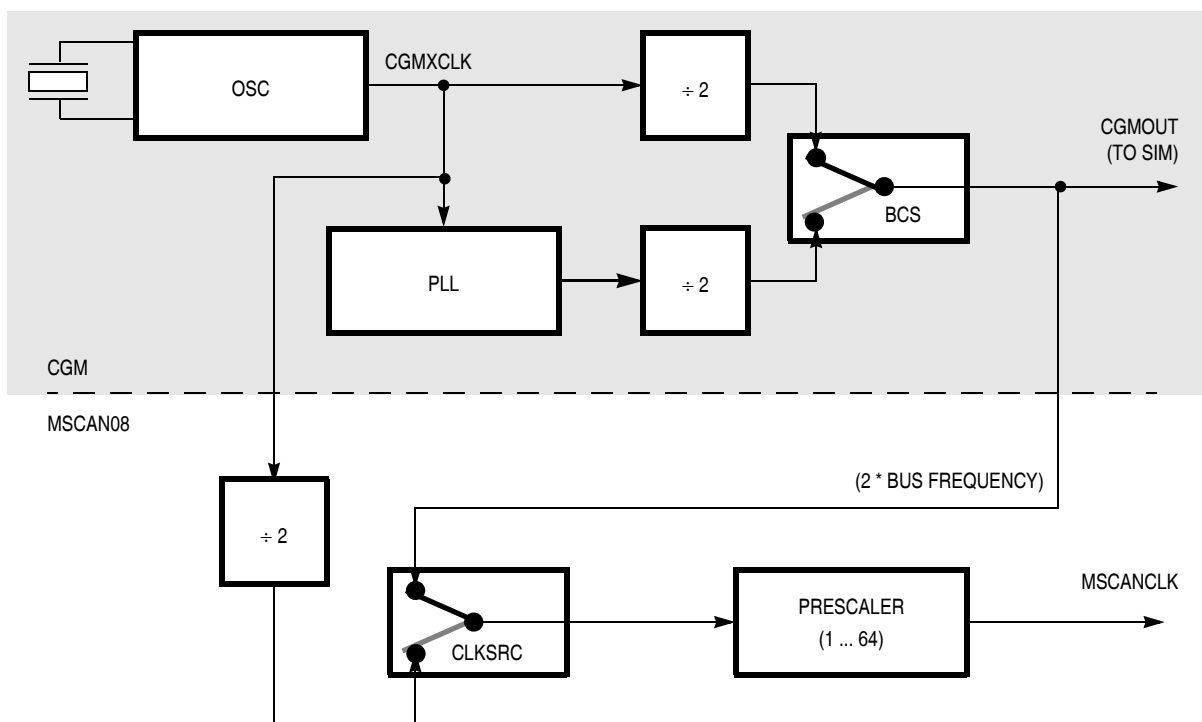 CGMXCLK
OSC
÷ 2
CGMOUT
(TO SIM)
BCS
PLL
÷ 2
CGM
MSCAN08
(2 * BUS FREQUENCY)
÷ 2
MSCANCLK
PRESCALER
(1 ... 64)
CLKSRC